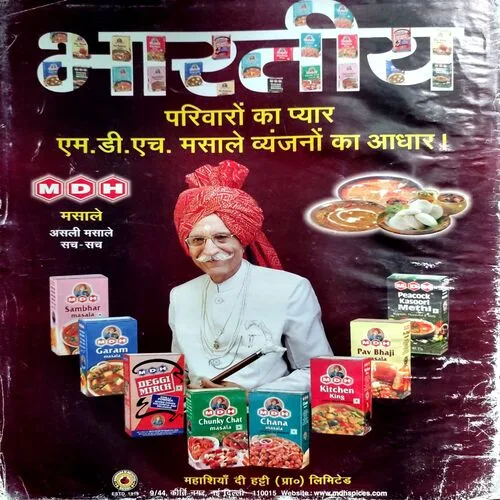 भारतीय
परिवारों का प्यार
एम.डी.एच. मसाले व्यंजनों का आधार।
MDH
मसाले
असली मसाले
सच-सच
MDH
Sambhar
masala
MDH
Garam
masala
DEGGI
MIRCH
MDH
Chunky Chat
masala
MDH
Chana
masala
MDH
Kitchen
King
MDH
Pav Bhaji
masala
MDH
Peacock
Kasoori
Methi
महाशियाँ दी हट्टी (प्रा०) लिमिटेड
ESTD. 1919
9/44, कीर्ति नगर, नई दिल्ली - 110015 Website: www.mdhspices.com